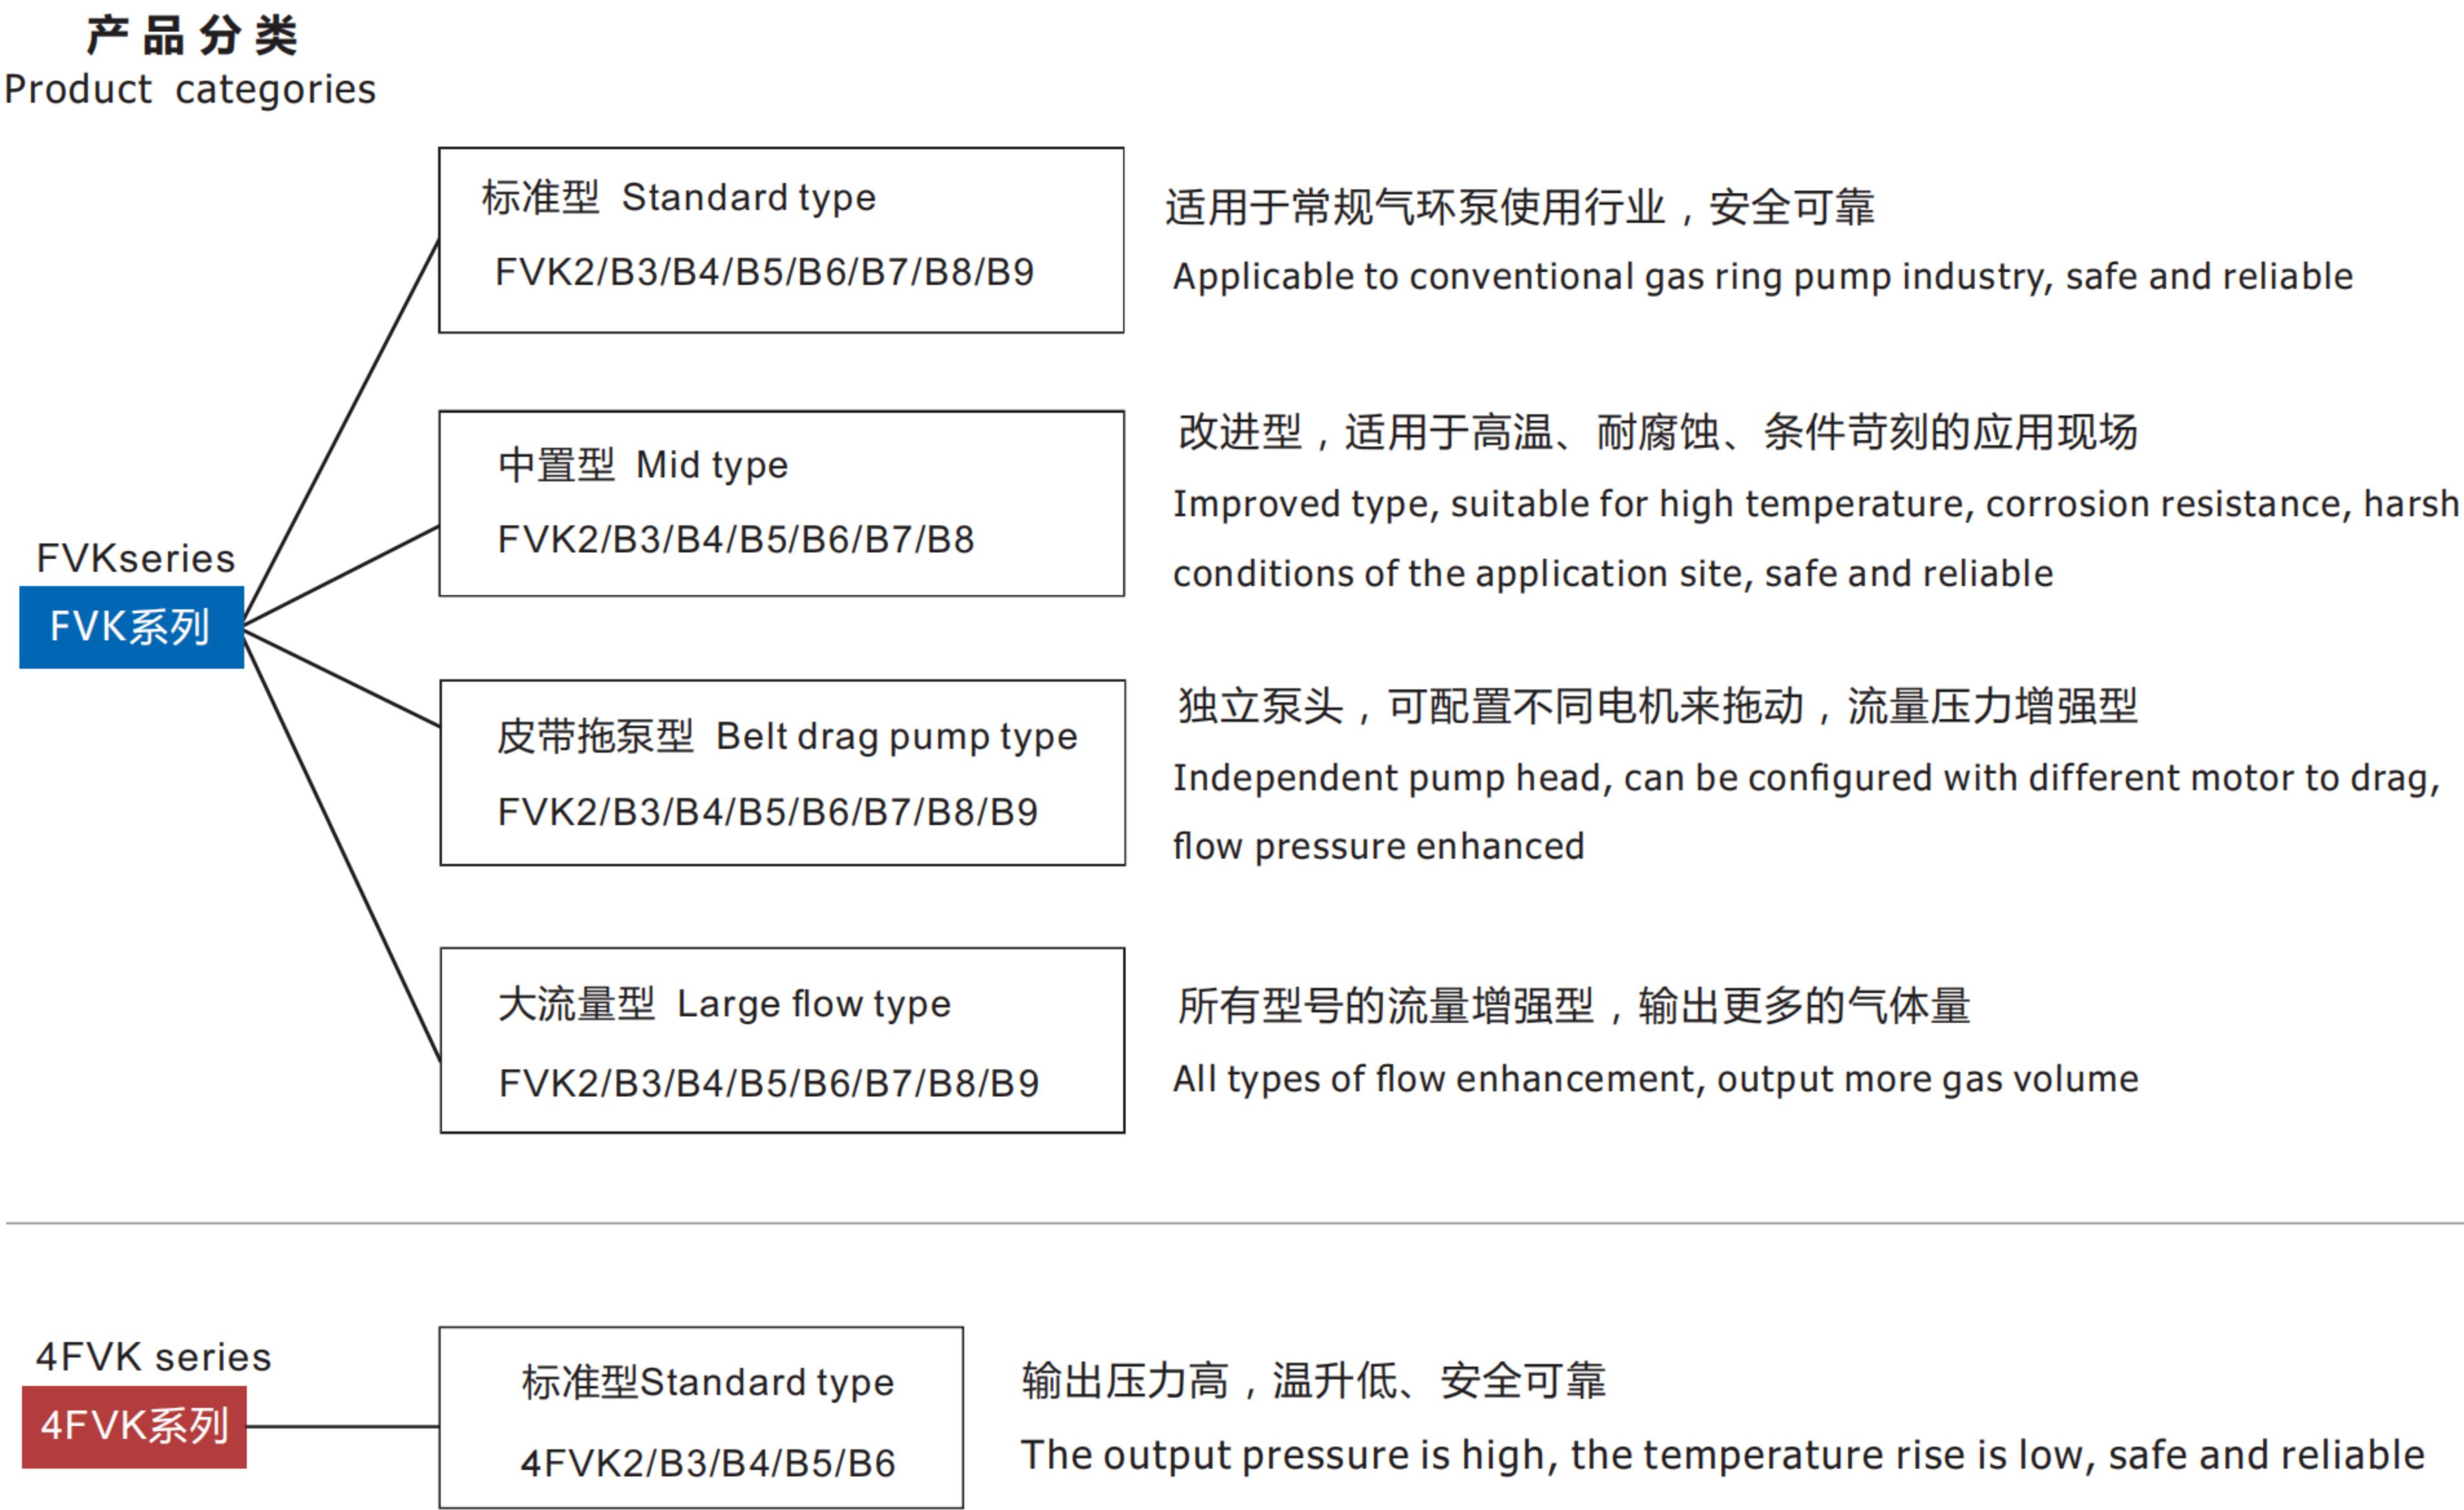 产品分类
Product categories
标准型 Standard type
FVK2/B3/B4/B5/B6/B7/B8/B9
适用于常规气环泵使用行业，安全可靠
Applicable to conventional gas ring pump industry, safe and reliable
中置型 Mid type
FVK2/B3/B4/B5/B6/B7/B8
改进型，适用于高温、耐腐蚀、条件苛刻的应用现场
Improved type, suitable for high temperature, corrosion resistance, harsh
conditions of the application site, safe and reliable
FVKseries
FVK系列
皮带拖泵型 Belt drag pump type
FVK2/B3/B4/B5/B6/B7/B8/B9
独立泵头，可配置不同电机来拖动，流量压力增强型
Independent pump head, can be configured with different motor to drag,
flow pressure enhanced
大流量型 Large flow type
FVK2/B3/B4/B5/B6/B7/B8/B9
所有型号的流量增强型，输出更多的气体量
All types of flow enhancement, output more gas volume
4FVK series
4FVK系列
标准型Standard type
4FVK2/B3/B4/B5/B6
输出压力高，温升低、安全可靠
The output pressure is high, the temperature rise is low, safe and reliable